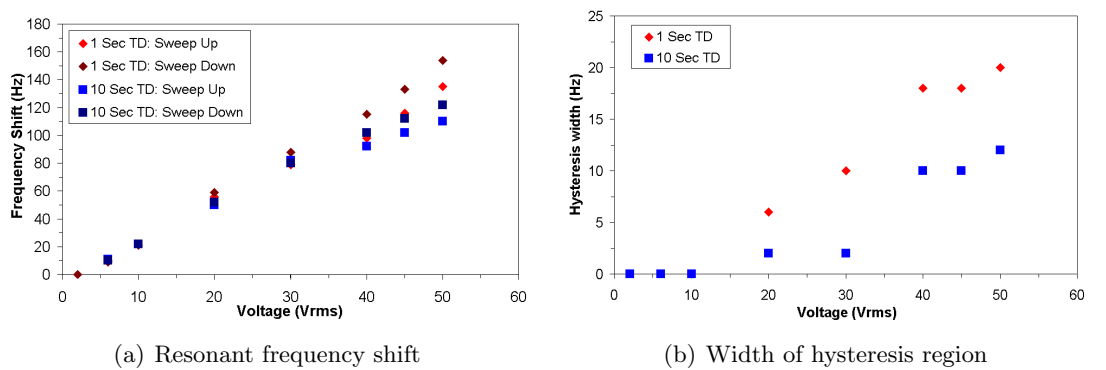 180
160
140
120
100
80
60
40
20
0
Frequency Shift (Hz)
1 Sec TD: Sweep Up
1 Sec TD: Sweep Down
10 Sec TD: Sweep Up
10 Sec TD: Sweep Down
0 10 20 30 40 50 60
Voltage (Vrms)
(a) Resonant frequency shift
25
20
15
10
5
0
Hysteresis width (Hz)
1 Sec TD
10 Sec TD
0 10 20 30 40 50 60
Voltage (Vrms)
(b) Width of hysteresis region